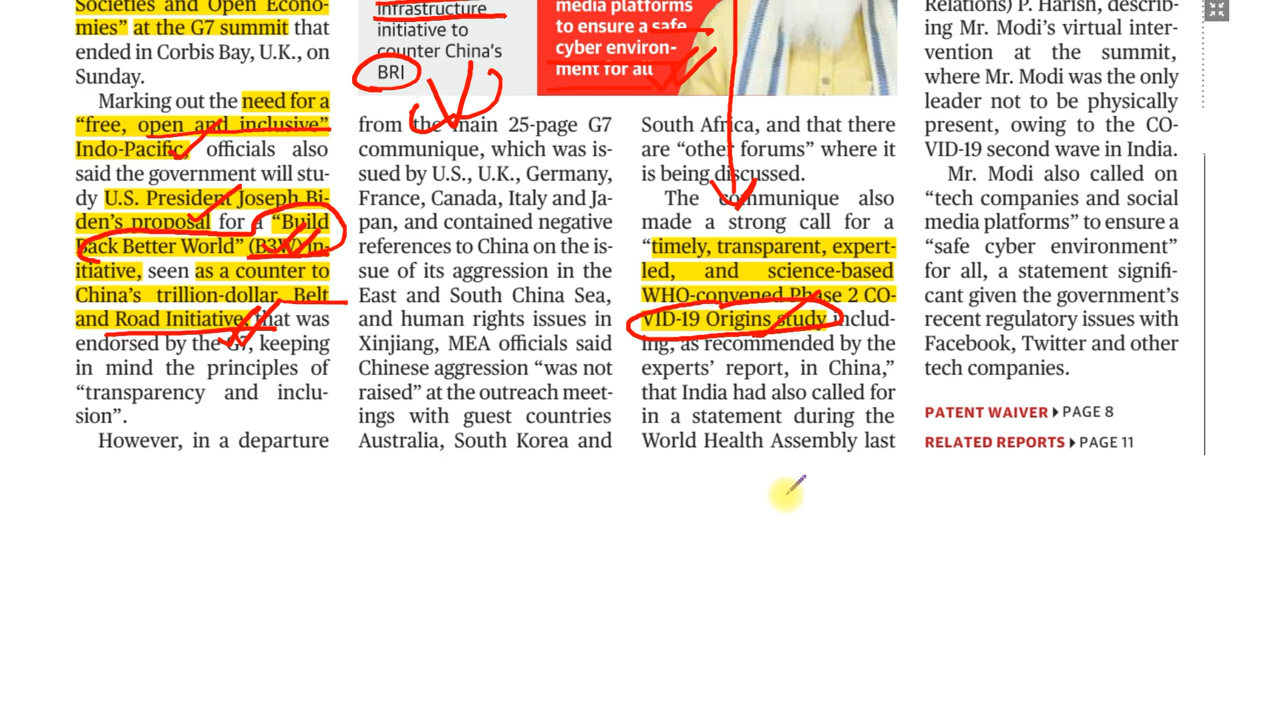 Societies and Open Econo-
mies” at the G7 summit that
ended in Corbis Bay, U.K., on
Sunday.
Marking out the need for a
“free, open and inclusive”
Indo-Pacific, officials also
said the government will stu-
dy U.S. President Joseph Bi-
den’s proposal for a “Build
Back Better World” (B3W) in-
itiative, seen as a counter to
China’s trillion-dollar Belt
and Road Initiative, that was
endorsed by the G7, keeping
in mind the principles of
“transparency and inclu-
sion”.
However, in a departure
infrastructure
initiative to
counter China’s
BRI
media platforms
to ensure a safe
cyber environ-
ment for all
from the main 25-page G7
communique, which was is-
sued by U.S., U.K., Germany,
France, Canada, Italy and Ja-
pan, and contained negative
references to China on the is-
sue of its aggression in the
East and South China Sea,
and human rights issues in
Xinjiang, MEA officials said
Chinese aggression “was not
raised” at the outreach meet-
ings with guest countries
Australia, South Korea and
South Africa, and that there
are “other forums” where it
is being discussed.
The communique also
made a strong call for a
“timely, transparent, expert-
led, and science-based
WHO-convened Phase 2 CO-
VID-19 Origins study includ-
ing, as recommended by the
experts’ report, in China,”
that India had also called for
in a statement during the
World Health Assembly last
Relations) P. Harish, describ-
ing Mr. Modi’s virtual inter-
vention at the summit,
where Mr. Modi was the only
leader not to be physically
present, owing to the CO-
VID-19 second wave in India.
Mr. Modi also called on
“tech companies and social
media platforms” to ensure a
“safe cyber environment”
for all, a statement signifi-
cant given the government’s
recent regulatory issues with
Facebook, Twitter and other
tech companies.
PATENT WAIVER PAGE 8
RELATED REPORTS PAGE 11